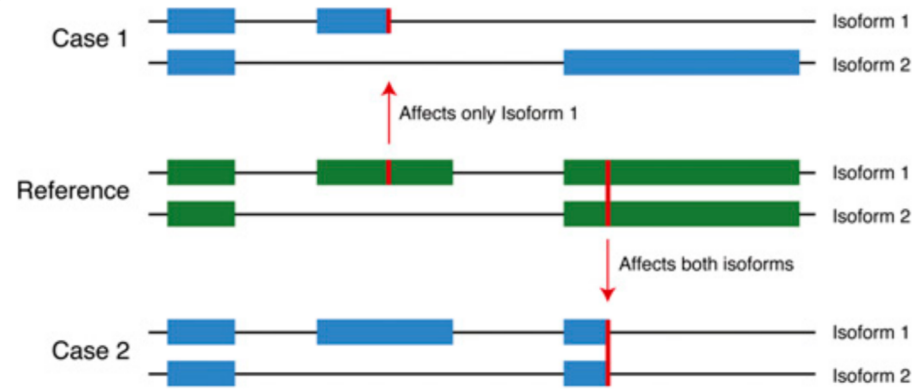 Case 1
Isoform 1
Isoform 2
Affects only Isoform 1
Reference
Isoform 1
Isoform 2
Affects both isoforms
Case 2
Isoform 1
Isoform 2